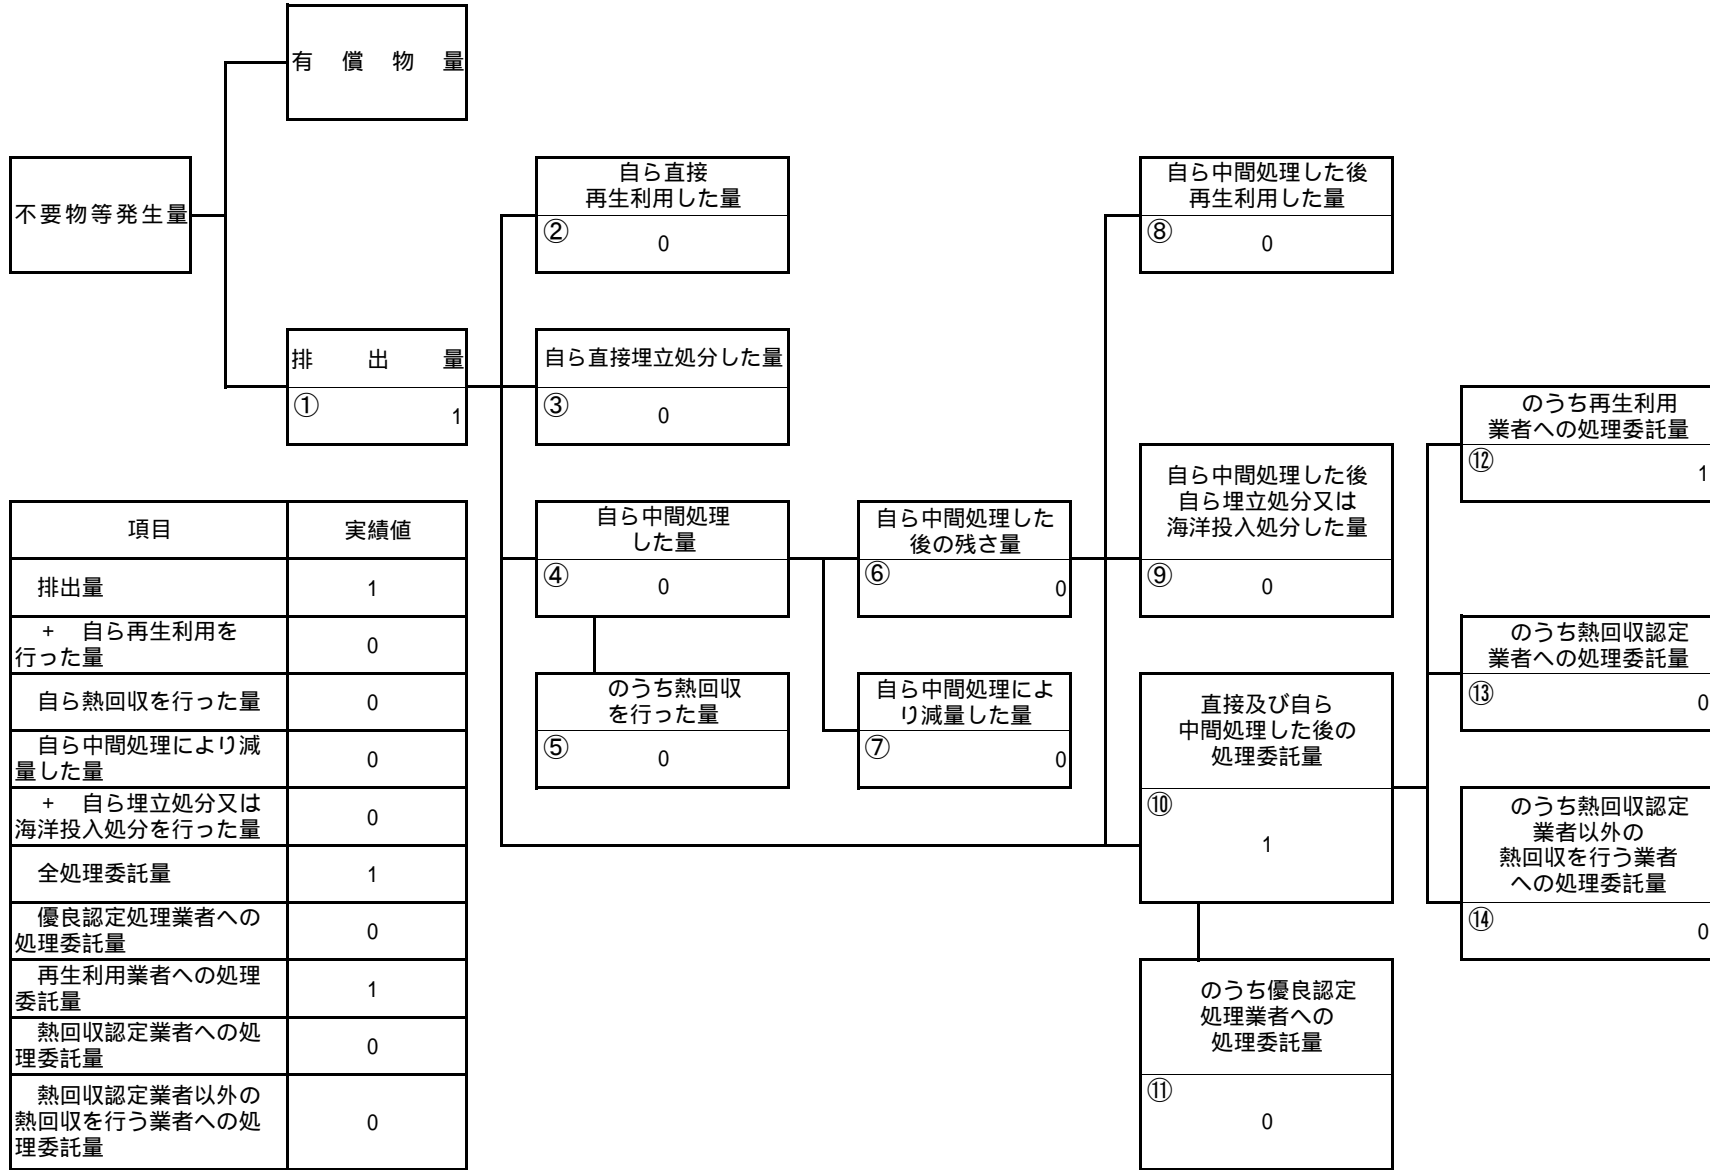 有償物量
不要物等発生量
自ら直接
再生利用した量
② 0
自ら中間処理した後
再生利用した量
⑧ 0
排出量
① 1
自ら直接埋立処分した量
③ 0
のうち再生利用
業者への処理委託量
⑫ 1
自ら中間処理
した量
④ 0
自ら中間処理した
後の残さ量
⑥ 0
自ら中間処理した後
自ら埋立処分又は
海洋投入処分した量
⑨ 0
のうち熱回収認定
業者への処理委託量
⑬ 0
のうち熱回収
を行った量
⑤ 0
自ら中間処理によ
り減量した量
⑦ 0
直接及び自ら
中間処理した後の
処理委託量
⑩
1
のうち熱回収認定
業者以外の
熱回収を行う業者
への処理委託量
⑭ 0
のうち優良認定
処理業者への
処理委託量
⑪
0
項目 実績値
排出量 1
+ 自ら再生利用を
行った量 0
自ら熱回収を行った量 0
自ら中間処理により減
量した量 0
+ 自ら埋立処分又は
海洋投入処分を行った量 0
全処理委託量 1
優良認定処理業者への
処理委託量 0
再生利用業者への処理
委託量 1
熱回収認定業者への処
理委託量 0
熱回収認定業者以外の
熱回収を行う業者への処
理委託量 0